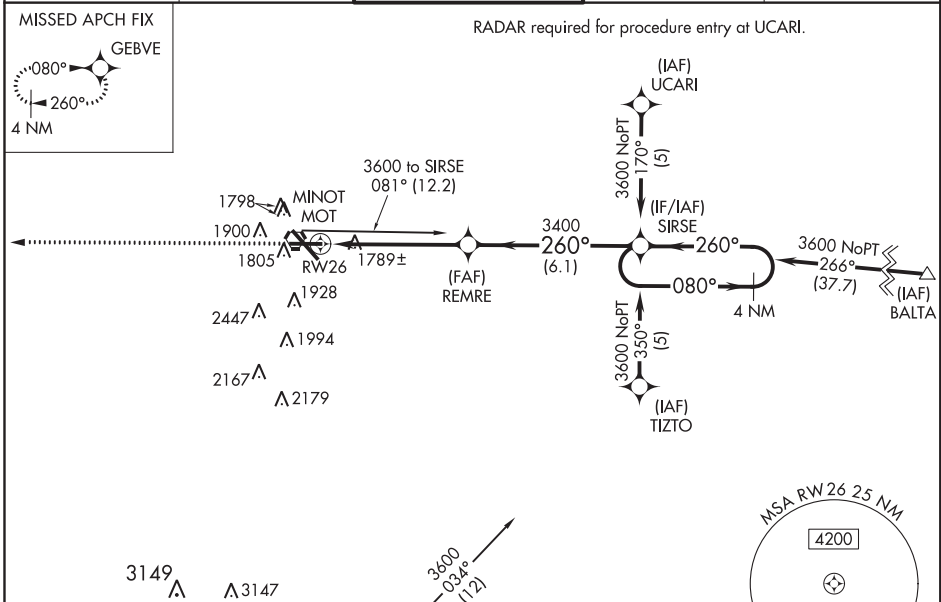 MISSED APCH FIX
GEBVE
080°
260°
4 NM
RADAR required for procedure entry at UCARI.
(IAF)
UCARI
3600 NoPT
170°
(5)
3600 to SIRSE
081° (12.2)
1798
MINOT
MOT
1900
1805
RW26
1789±
(FAF)
REMRE
3400
260°
(6.1)
(IF/IAF)
SIRSE
260°
080°
4 NM
3600 NoPT
266°
(37.7)
(IAF)
BALTA
1928
2447
1994
2167
2179
3600 NoPT
350°
(5)
(IAF)
TIZTO
MSA RW26 25 NM
4200
3149
3147
3600
034°
(12)